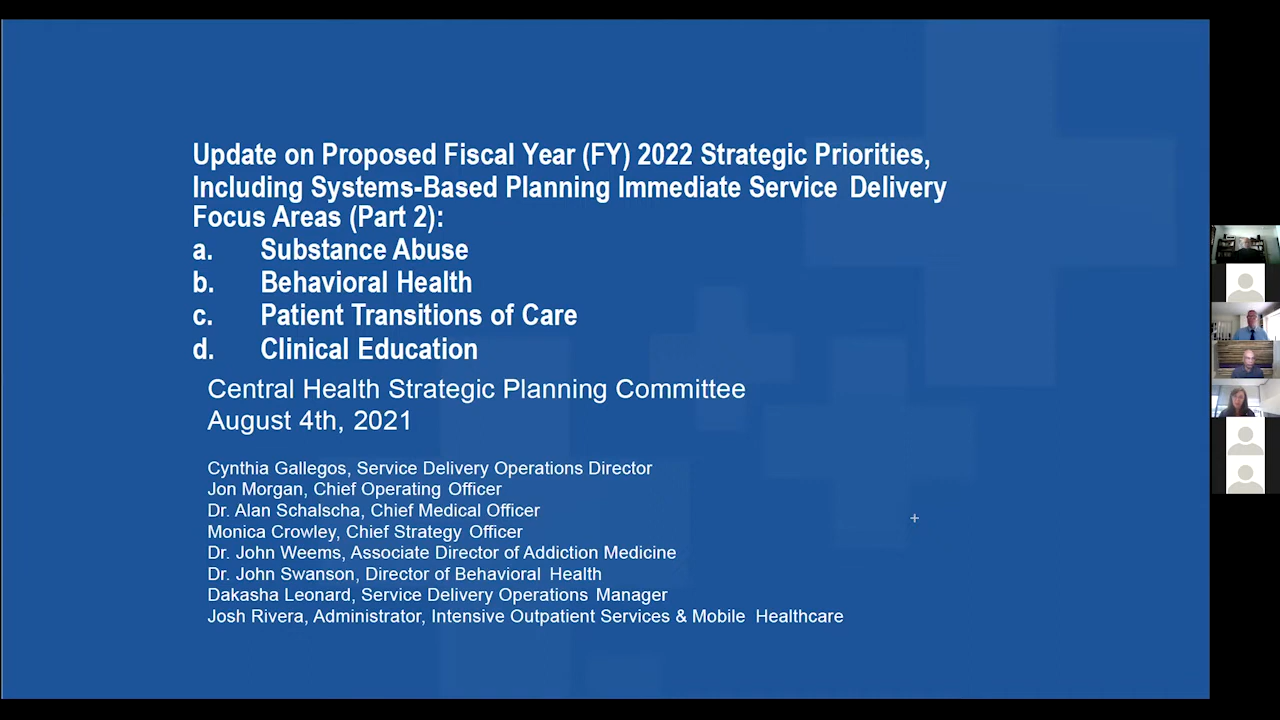 Update on Proposed Fiscal Year (FY) 2022 Strategic Priorities,
Including Systems-Based Planning Immediate Service Delivery
Focus Areas (Part 2):
a. Substance Abuse
b. Behavioral Health
c. Patient Transitions of Care
d. Clinical Education
Central Health Strategic Planning Committee
August 4th, 2021
Cynthia Gallegos, Service Delivery Operations Director
Jon Morgan, Chief Operating Officer
Dr. Alan Schalscha, Chief Medical Officer
Monica Crowley, Chief Strategy Officer
Dr. John Weems, Associate Director of Addiction Medicine
Dr. John Swanson, Director of Behavioral Health
Dakasha Leonard, Service Delivery Operations Manager
Josh Rivera, Administrator, Intensive Outpatient Services & Mobile Healthcare